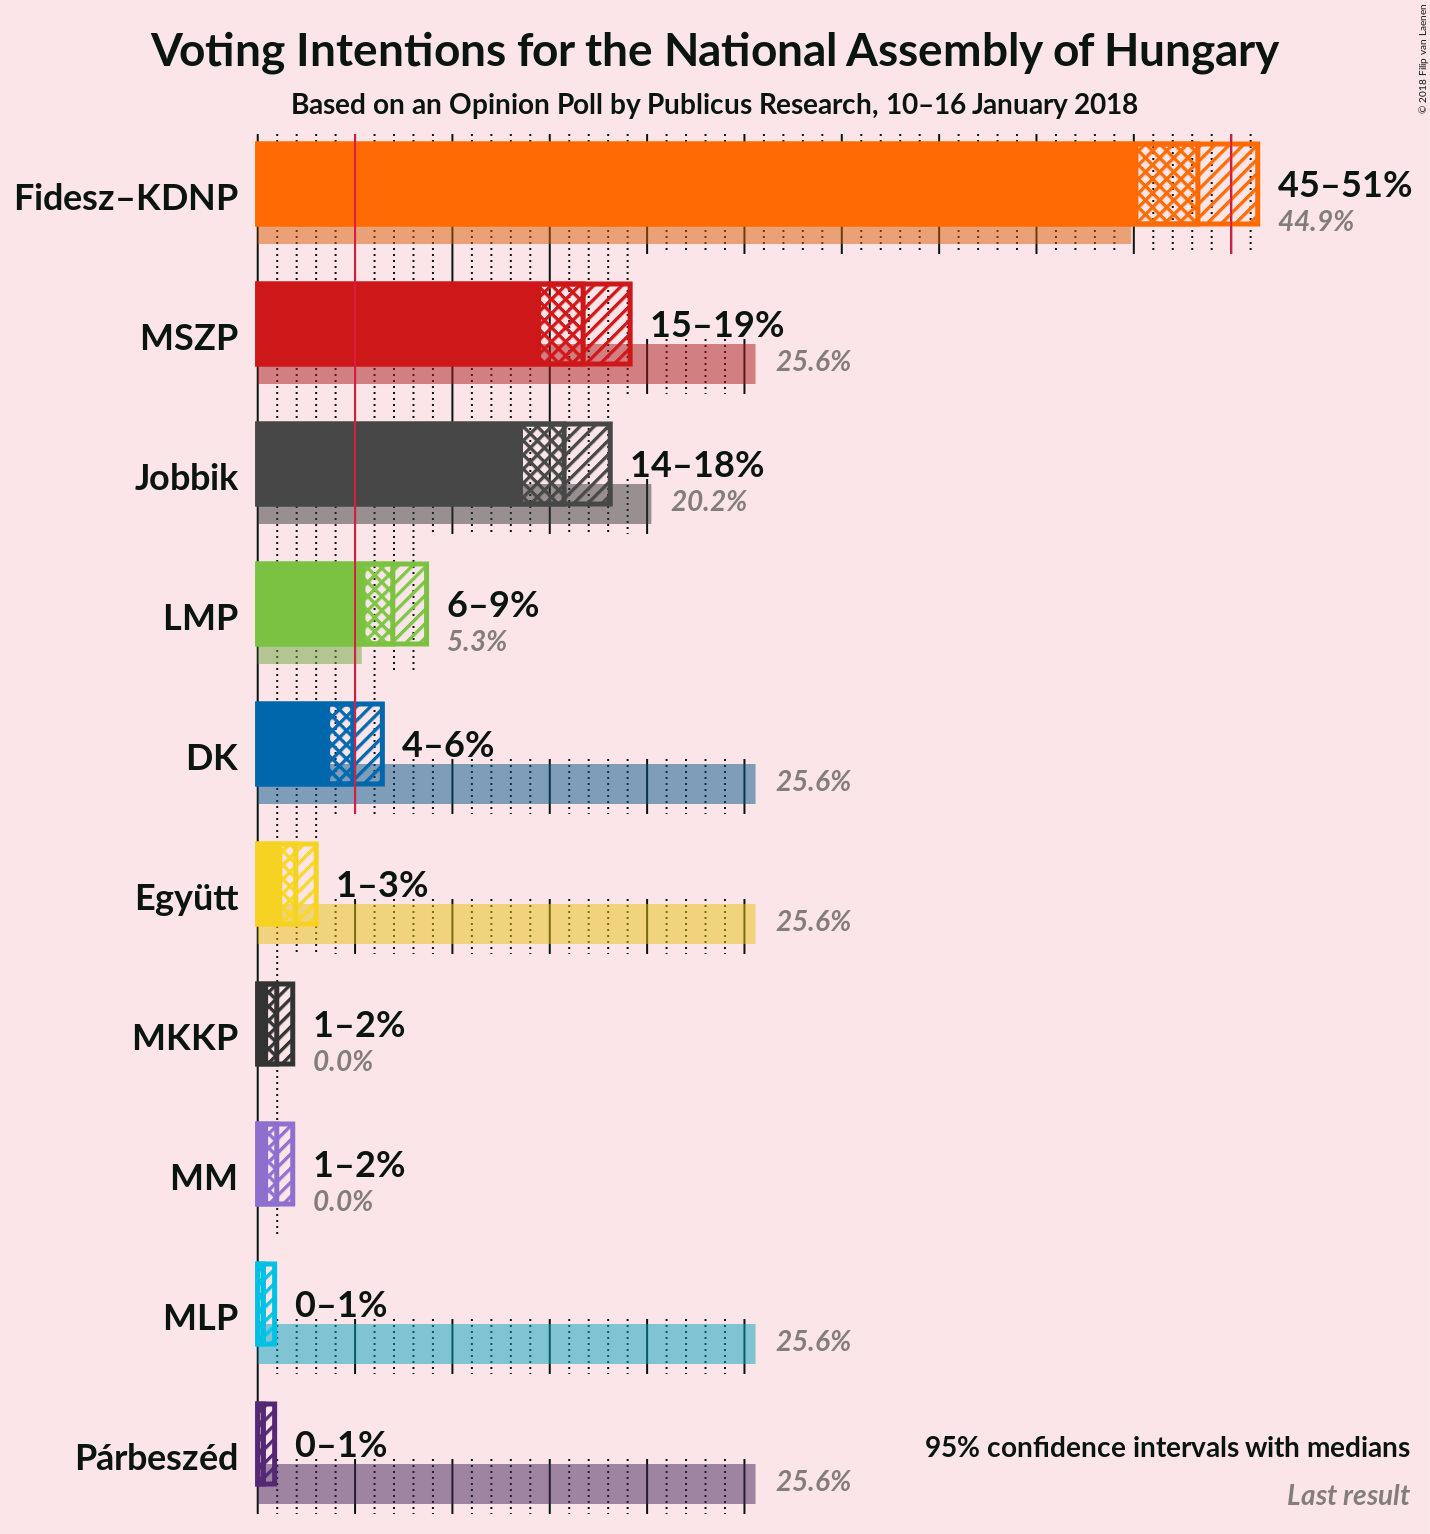 Voting Intentions for the National Assembly of Hungary
Based on an Opinion Poll by Publicus Research, 10–16 January 2018
© 2018 Filip van Laenen
Fidesz–KDNP
45–51%
44.9%
MSZP
15–19%
25.6%
Jobbik
14–18%
20.2%
LMP
6–9%
5.3%
DK
4–6%
25.6%
Együtt
1–3%
25.6%
MKKP
1–2%
0.0%
MM
1–2%
0.0%
MLP
0–1%
25.6%
Párbeszéd
0–1%
25.6%
95% confidence intervals with medians
Last result